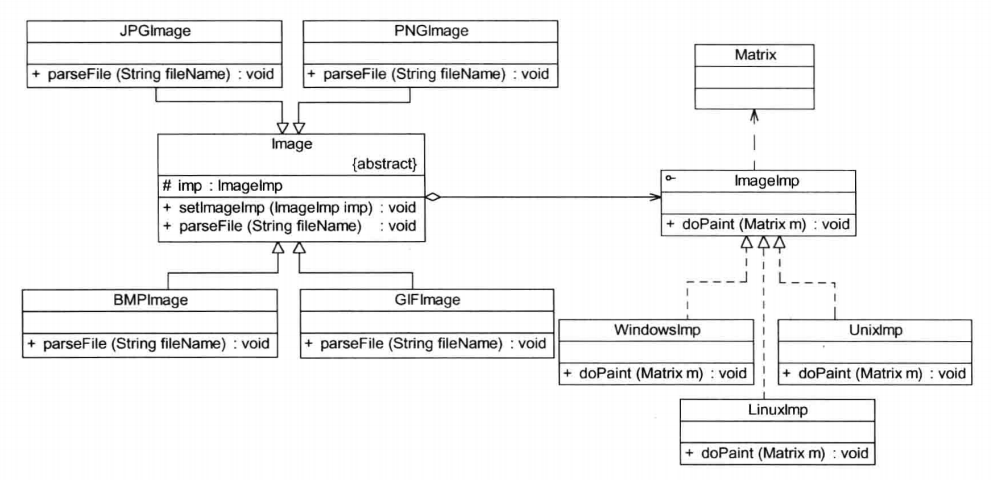 JPGImage
+ parseFile (String fileName) : void
PNGImage
+ parseFile (String fileName) : void
Matrix
Image
{abstract}
# imp : ImageImp
+ setImageImp (ImageImp imp) : void
+ parseFile (String fileName) : void
ImageImp
+ doPaint (Matrix m) : void
BMPImage
+ parseFile (String fileName) : void
GIFImage
+ parseFile (String fileName) : void
WindowsImp
+ doPaint (Matrix m) : void
UnixImp
+ doPaint (Matrix m) : void
LinuxImp
+ doPaint (Matrix m) : void